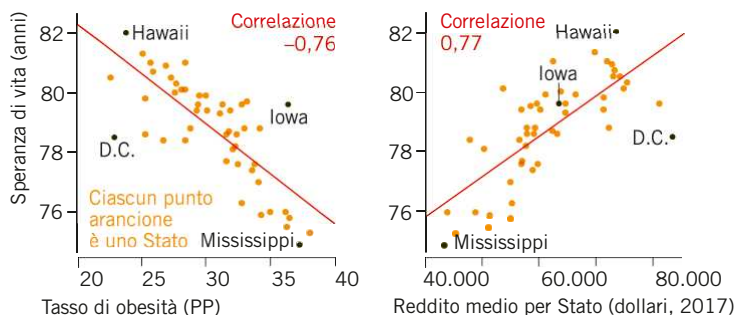 Speranza di vita (anni)
82
80
78
76
Hawaii
Correlazione
–0,76
Iowa
D.C.
Ciascun punto
arancione
è uno Stato
Mississippi
20 25 30 35 40
Tasso di obesità (PP)
82
80
78
76
Correlazione
0,77
Hawaii
Iowa
D.C.
Mississippi
40.000 60.000 80.000
Reddito medio per Stato (dollari, 2017)